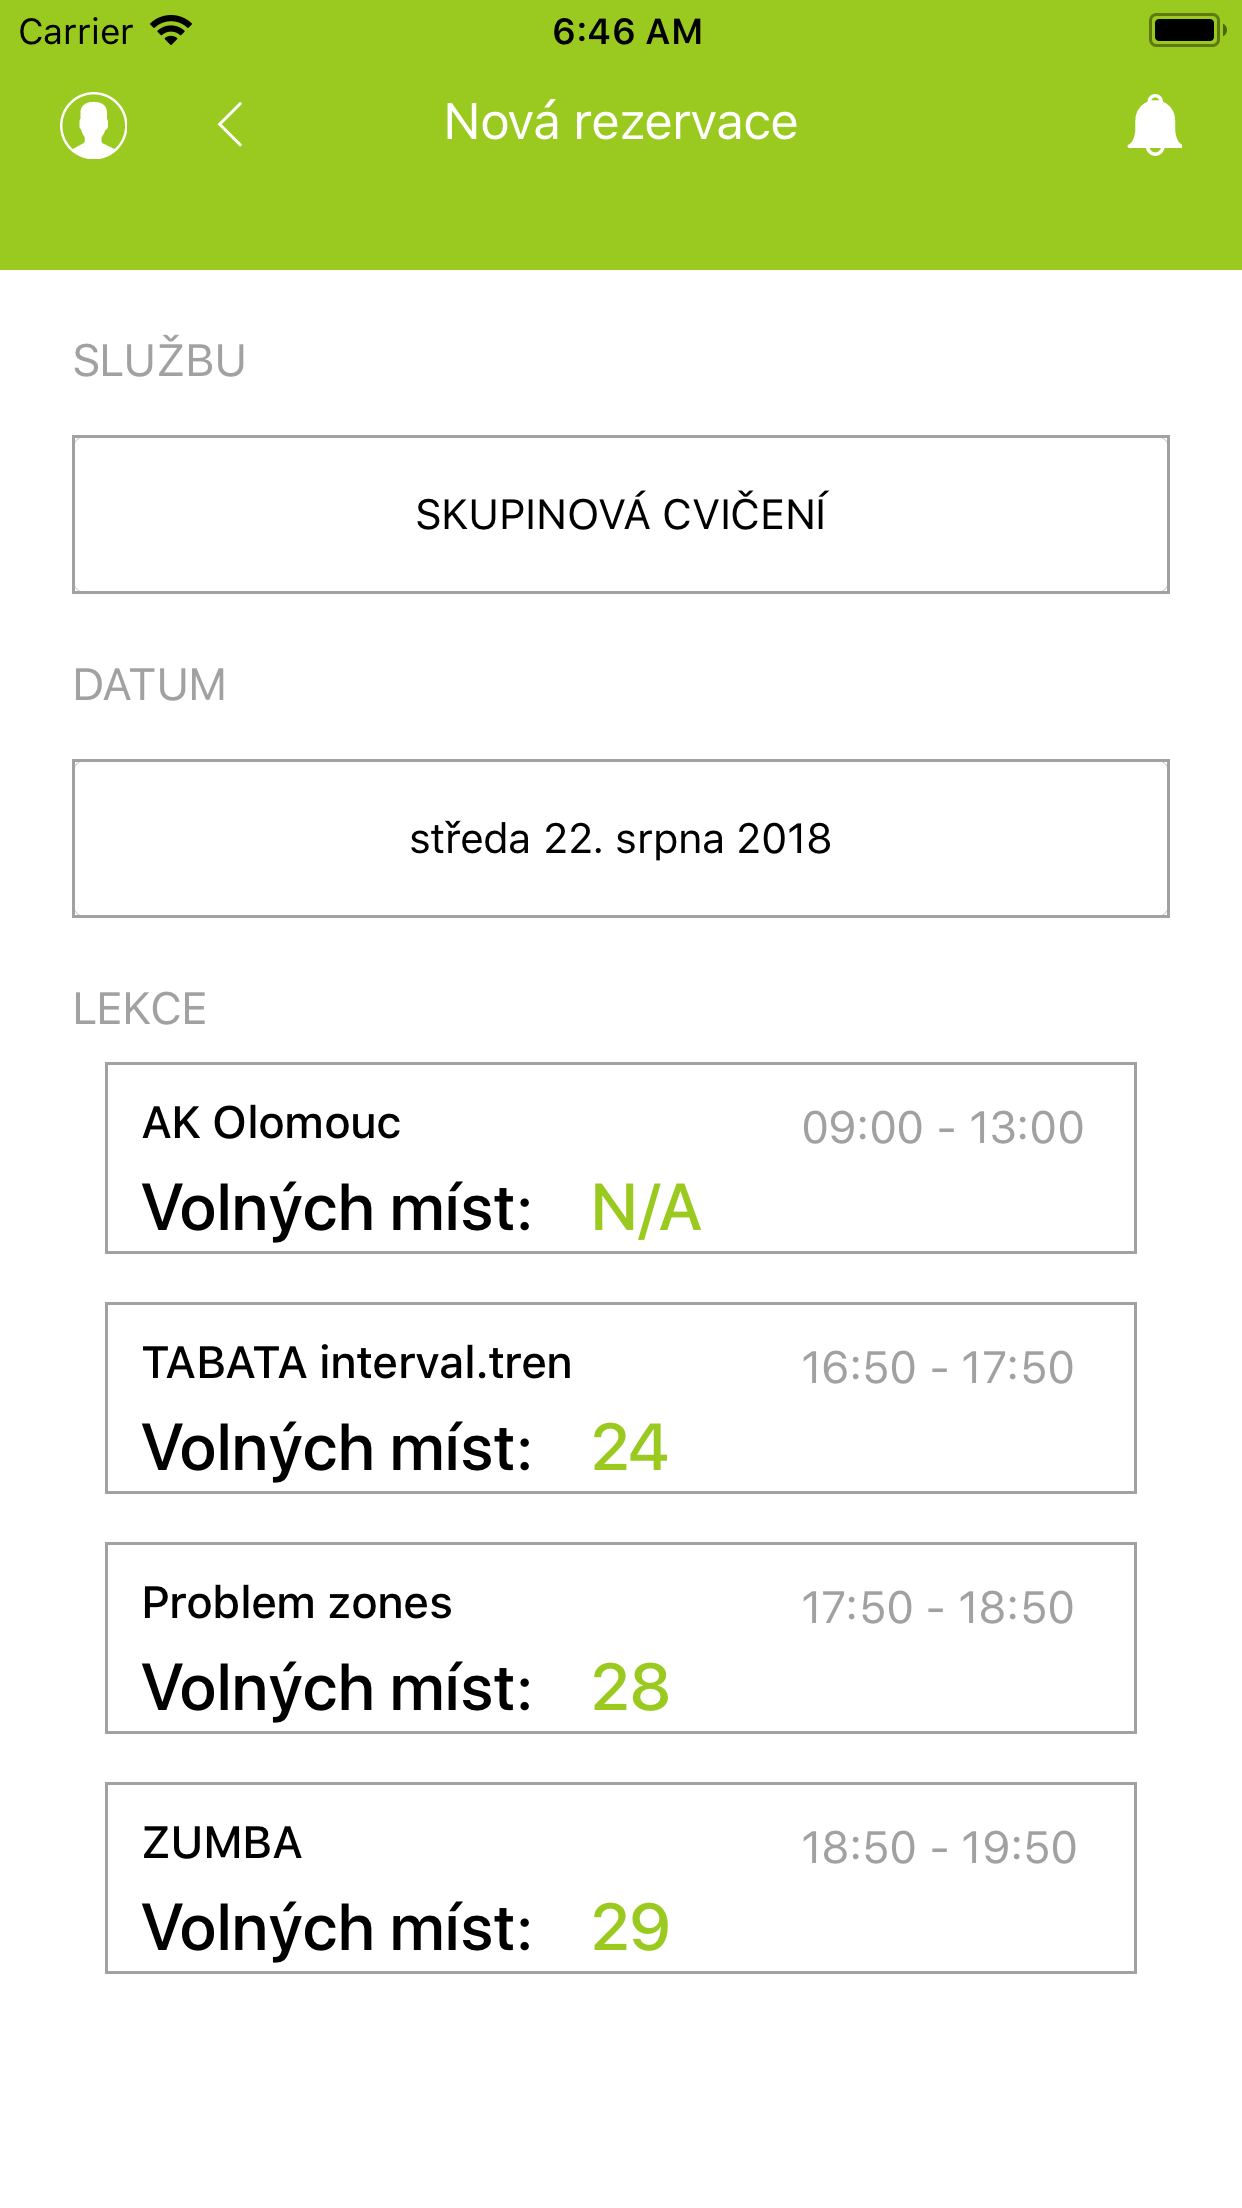 Carrier 6:46 AM
Nová rezervace
SLUŽBU
SKUPINOVÁ CVIČENÍ
DATUM
středa 22. srpna 2018
LEKCE
AK Olomouc 09:00 - 13:00
Volných míst: N/A
TABATA interval.tren 16:50 - 17:50
Volných míst: 24
Problem zones 17:50 - 18:50
Volných míst: 28
ZUMBA 18:50 - 19:50
Volných míst: 29